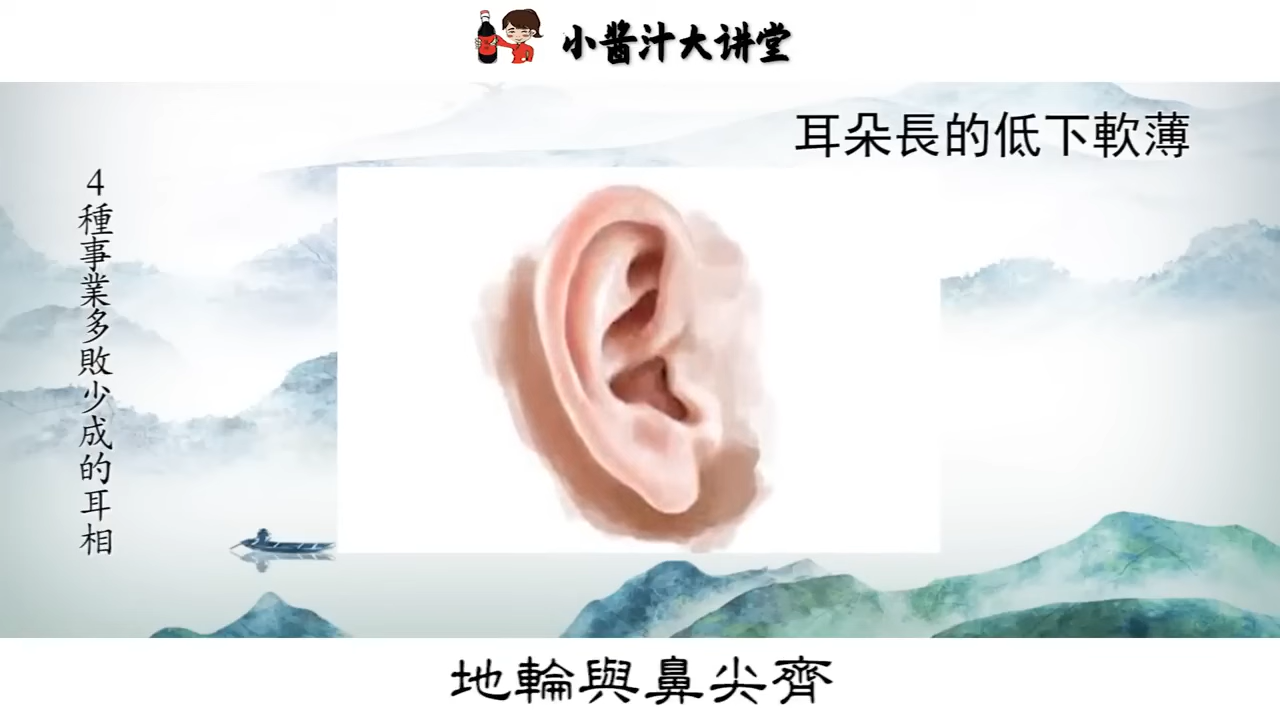 小酱汁大讲堂
耳朵長的低下軟薄
4種事業多敗少成的耳相
地輪與鼻尖齊